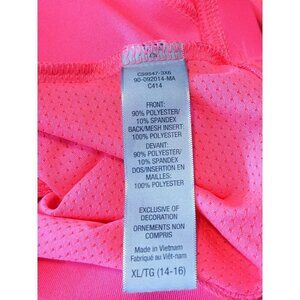 CS9547-3X6
90-092014-MA
C414
FRONT:
90% POLYESTER/
10% SPANDEX
BACK/MESH INSERT:
100% POLYESTER
DEVANT:
90% POLYESTER/
10% SPANDEX
DOS/INSERTION EN
MAILLES:
100% POLYESTER
EXCLUSIVE OF
DECORATION
ORNEMENTS NON
COMPRIS
Made in Vietnam
Fabriqué au Viêt-nam
XL/TG (14-16)